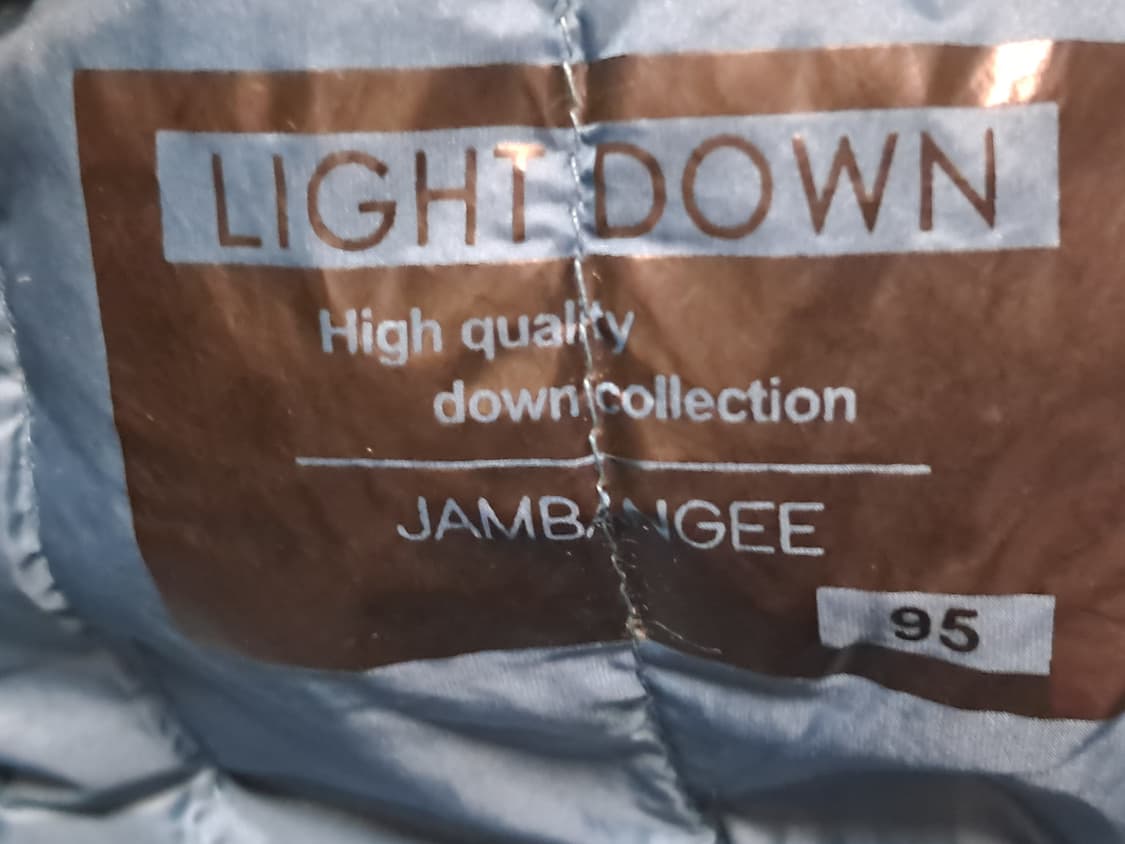 LIGHT DOWN
High quality
down collection
JAMBANGEE
95